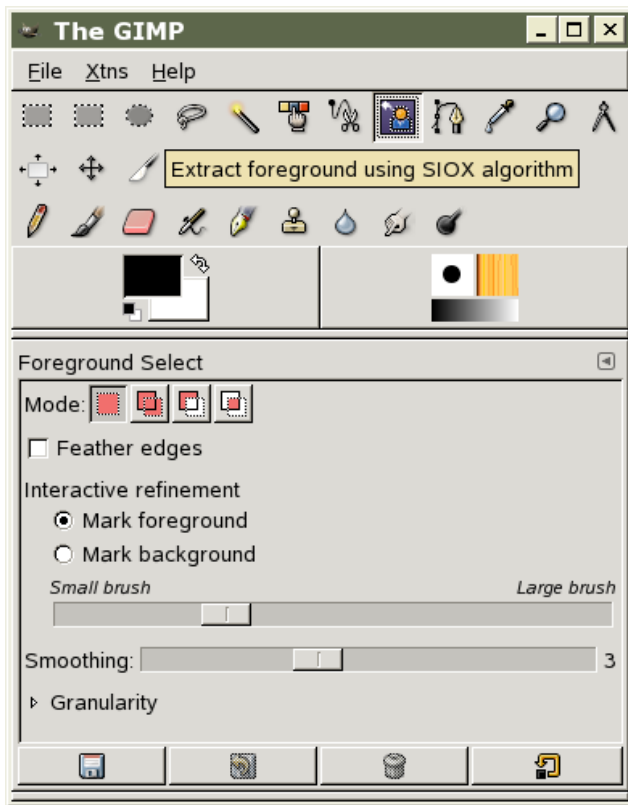 The GIMP
File Xtns Help
Extract foreground using SIOX algorithm
Foreground Select
Mode:
Feather edges
Interactive refinement
Mark foreground
Mark background
Small brush Large brush
Smoothing: 3
Granularity